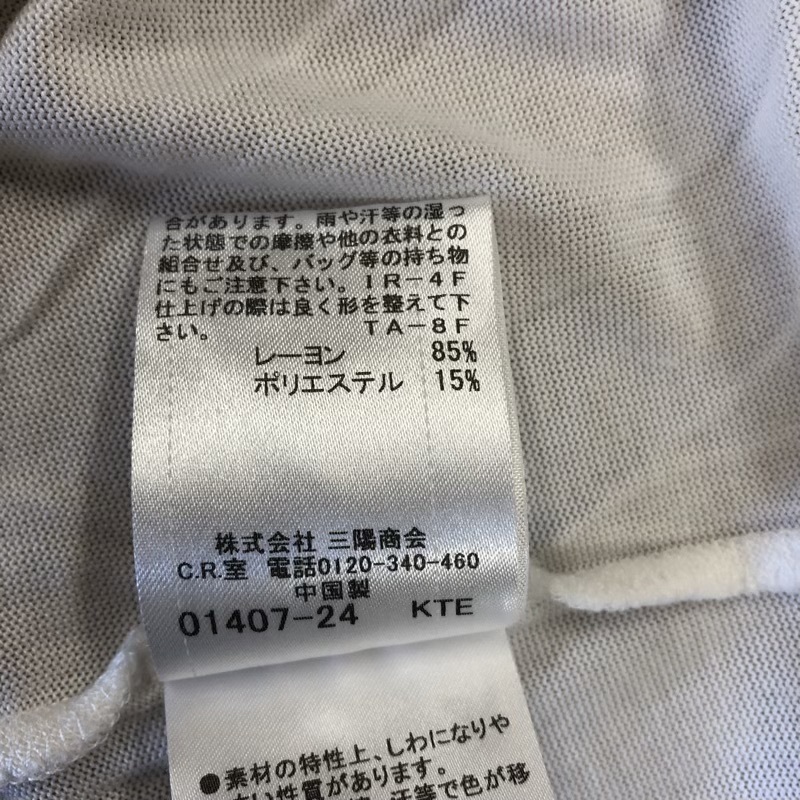 合があります。雨や汗等の湿っ
た状態での摩擦や他の衣料との
組合せ及び、バッグ等の持ち物
にもご注意下さい。IR-4F
仕上げの際は良く形を整えて下
さい。 TA-8F
レーヨン 85%
ポリエステル 15%
株式会社 三陽商会
C.R.室 電話0120-340-460
中国製
01407-24 KTE
●素材の特性上、しわになりや
すい性質があります。
汗等で色が移